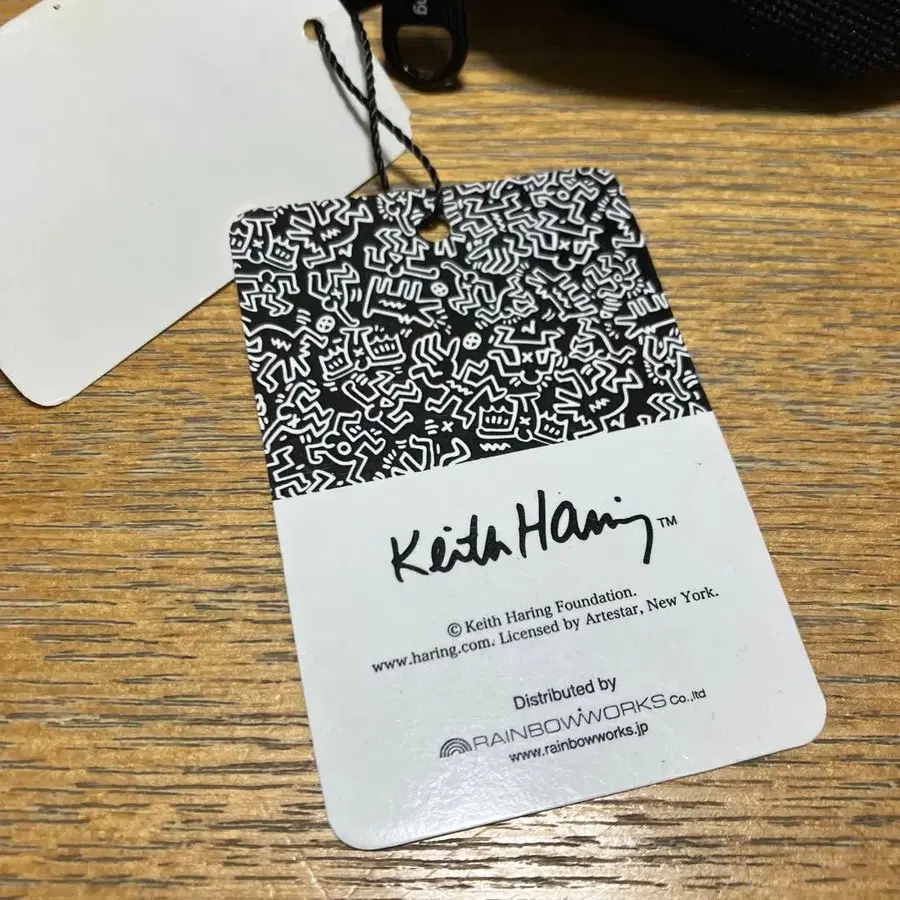 ng
Keith Haring™
© Keith Haring Foundation.
www.haring.com. Licensed by Artestar, New York.
Distributed by
RAINBOWWORKS Co.,ltd
www.rainbowworks.jp